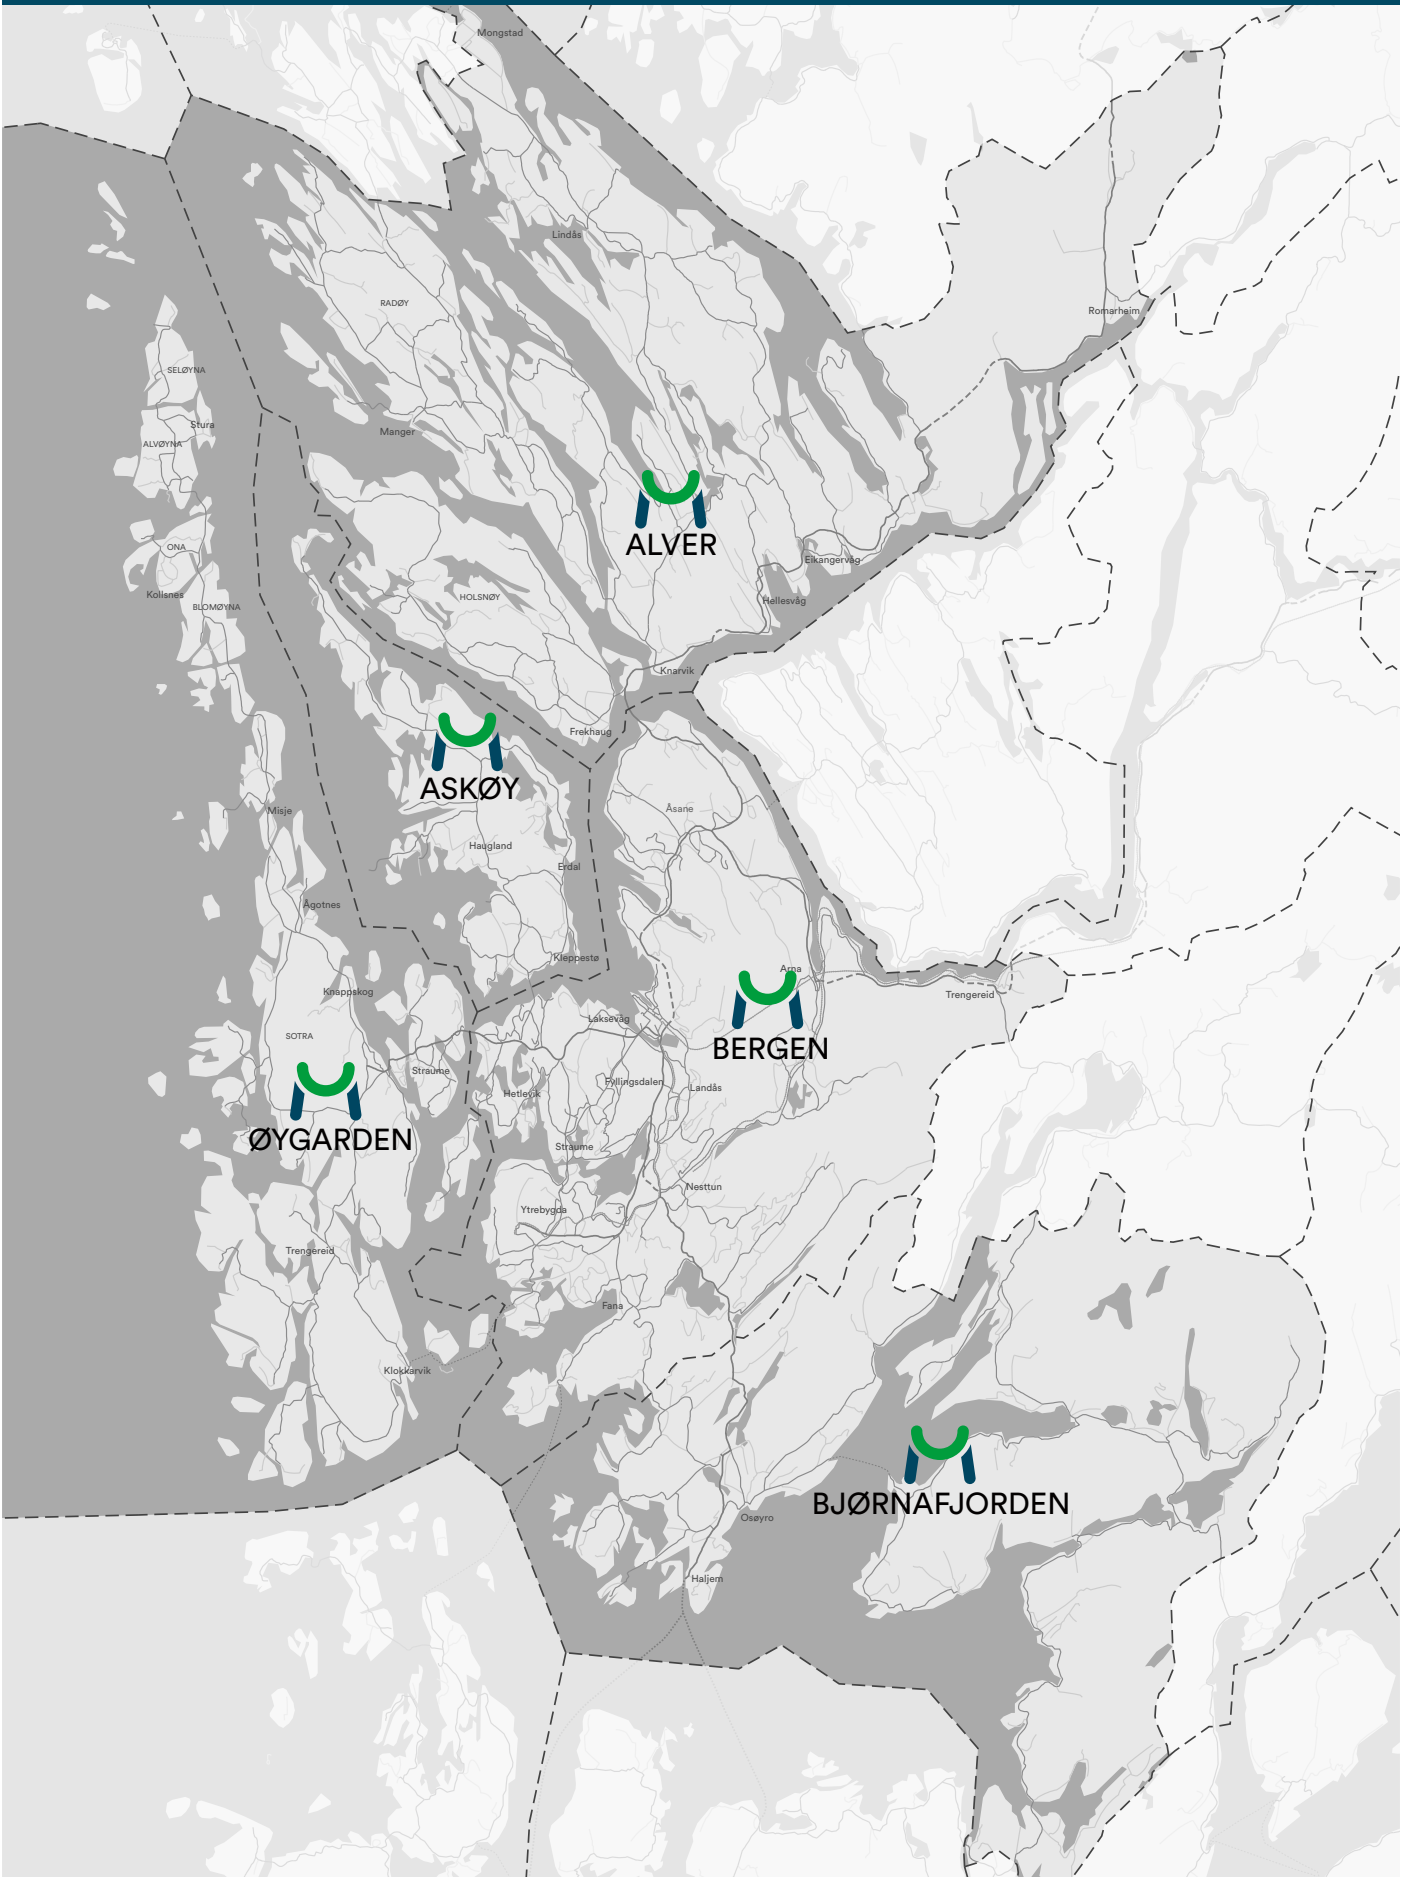 Mongstad
Lindås
RADØY
Romarheim
SELØYNA
Stura
Manger
ALVØYNA
ALVER
ONA
Eikangervåg
Kollsnes
HOLSNØY
Hellesvåg
BLOMØYNA
Knarvik
Frekhaug
ASKØY
Misje
Åsane
Haugland
Erdal
Ågotnes
Kleppestø
Arna
Knappskog
Trengereid
Laksevåg
SOTRA
BERGEN
Straume
Fyllingsdalen
Landås
Hetlevik
ØYGARDEN
Straume
Nesttun
Ytrebygda
Trengereid
Fana
Klokkarvik
BJØRNAFJORDEN
Osøyro
Haljem